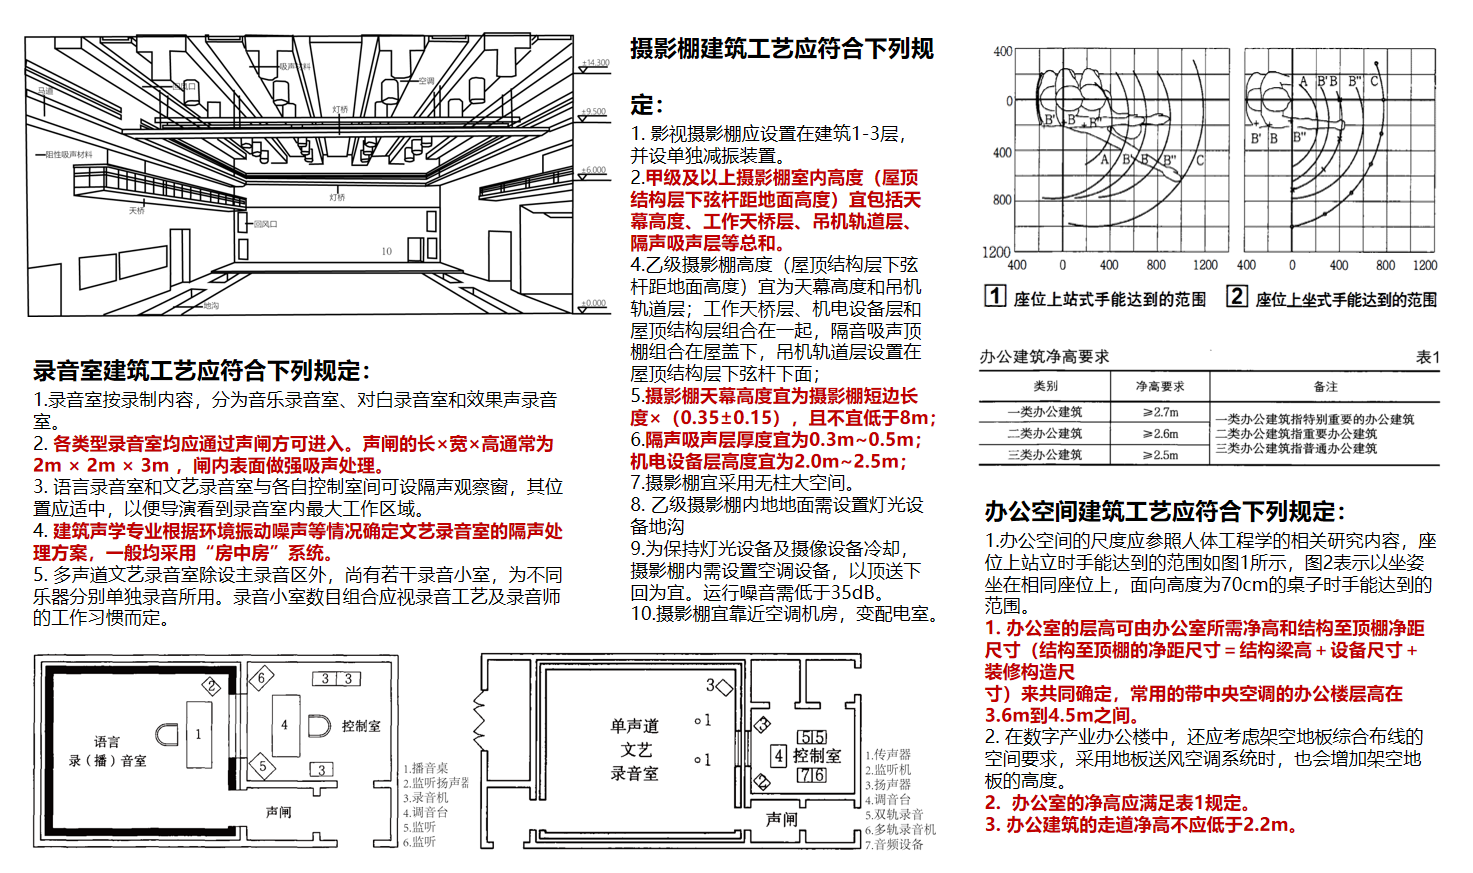 吸声材料
±14.300
回风口
空调
马道
灯桥
±9.500
阻性吸声材料
±6.000
灯桥
天桥
回风口
10
±0.000
地沟
录音室建筑工艺应符合下列规定：
1.录音室按录制内容，分为音乐录音室、对白录音室和效果声录音
室。
2. 各类型录音室均应通过声闸方可进入。声闸的长×宽×高通常为
2m × 2m × 3m ，闸内表面做强吸声处理。
3. 语言录音室和文艺录音室与各自控制室间可设隔声观察窗，其位
置应适中，以便导演看到录音室内最大工作区域。
4. 建筑声学专业根据环境振动噪声等情况确定文艺录音室的隔声处
理方案，一般均采用“房中房”系统。
5. 多声道文艺录音室除设主录音区外，尚有若干录音小室，为不同
乐器分别单独录音所用。录音小室数目组合应视录音工艺及录音师
的工作习惯而定。
2
6
3 3
语言
录（播）音室
1
4
控制室
5
3
声闸
1.播音桌
2.监听扬声器
3.录音机
4.调音台
5.监听
6.监听
摄影棚建筑工艺应符合下列规
定：
1. 影视摄影棚应设置在建筑1-3层，
并设单独减振装置。
2.甲级及以上摄影棚室内高度（屋顶
结构层下弦杆距地面高度）宜包括天
幕高度、工作天桥层、吊机轨道层、
隔声吸声层等总和。
4.乙级摄影棚高度（屋顶结构层下弦
杆距地面高度）宜为天幕高度和吊机
轨道层；工作天桥层、机电设备层和
屋顶结构层组合在一起，隔音吸声顶
棚组合在屋盖下，吊机轨道层设置在
屋顶结构层下弦杆下面；
5.摄影棚天幕高度宜为摄影棚短边长
度×（0.35±0.15），且不宜低于8m；
6.隔声吸声层厚度宜为0.3m~0.5m；
机电设备层高度宜为2.0m~2.5m；
7.摄影棚宜采用无柱大空间。
8. 乙级摄影棚内地地面需设置灯光设
备地沟
9.为保持灯光设备及摄像设备冷却，
摄影棚内需设置空调设备，以顶送下
回为宜。运行噪音需低于35dB。
10.摄影棚宜靠近空调机房，变配电室。
3
1
1
单声道
文艺
录音室
3
5 5
4 控制室
7 6
2
声闸
1.传声器
2.监听机
3.扬声器
4.调音台
5.双轨录音
6.多轨录音机
7.音频设备
400
0
400
800
1200
400 0 400 800 1200
B' B B''
A B' B B'' C
1 座位上站式手能达到的范围
A B' B B'' C
B' B B''
400 0 400 800 1200
2 座位上坐式手能达到的范围
办公建筑净高要求 表1
类别 净高要求 备注
一类办公建筑 ≥2.7m 一类办公建筑指特别重要的办公建筑
二类办公建筑 ≥2.6m 二类办公建筑指重要办公建筑
三类办公建筑 ≥2.5m 三类办公建筑指普通办公建筑
办公空间建筑工艺应符合下列规定：
1.办公空间的尺度应参照人体工程学的相关研究内容，座
位上站立时手能达到的范围如图1所示，图2表示以坐姿
坐在相同座位上，面向高度为70cm的桌子时手能达到的
范围。
1. 办公室的层高可由办公室所需净高和结构至顶棚净距
尺寸（结构至顶棚的净距尺寸＝结构梁高＋设备尺寸＋
装修构造尺
寸）来共同确定，常用的带中央空调的办公楼层高在
3.6m到4.5m之间。
2. 在数字产业办公楼中，还应考虑架空地板综合布线的
空间要求，采用地板送风空调系统时，也会增加架空地
板的高度。
2. 办公室的净高应满足表1规定。
3. 办公建筑的走道净高不应低于2.2m。